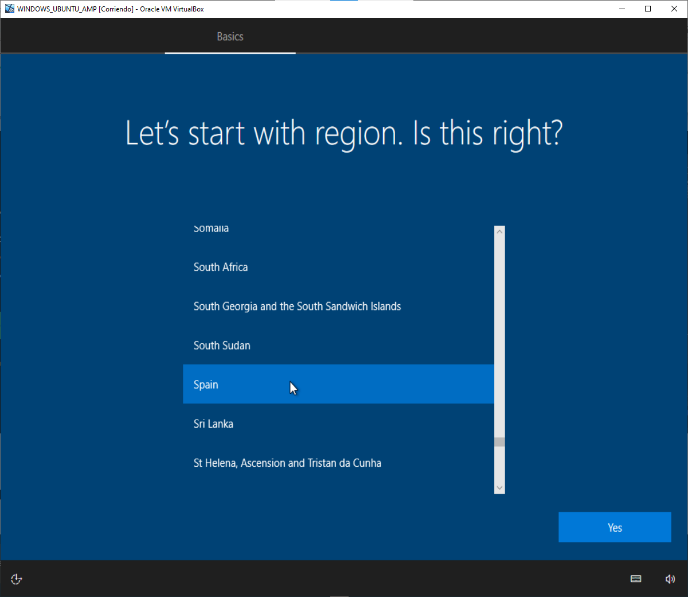 WINDOWS_UBUNTU_AMP [Corriendo] - Oracle VM VirtualBox
Basics
Let's start with region. Is this right?
Somalia
South Africa
South Georgia and the South Sandwich Islands
South Sudan
Spain
Sri Lanka
St Helena, Ascension and Tristan da Cunha
Yes